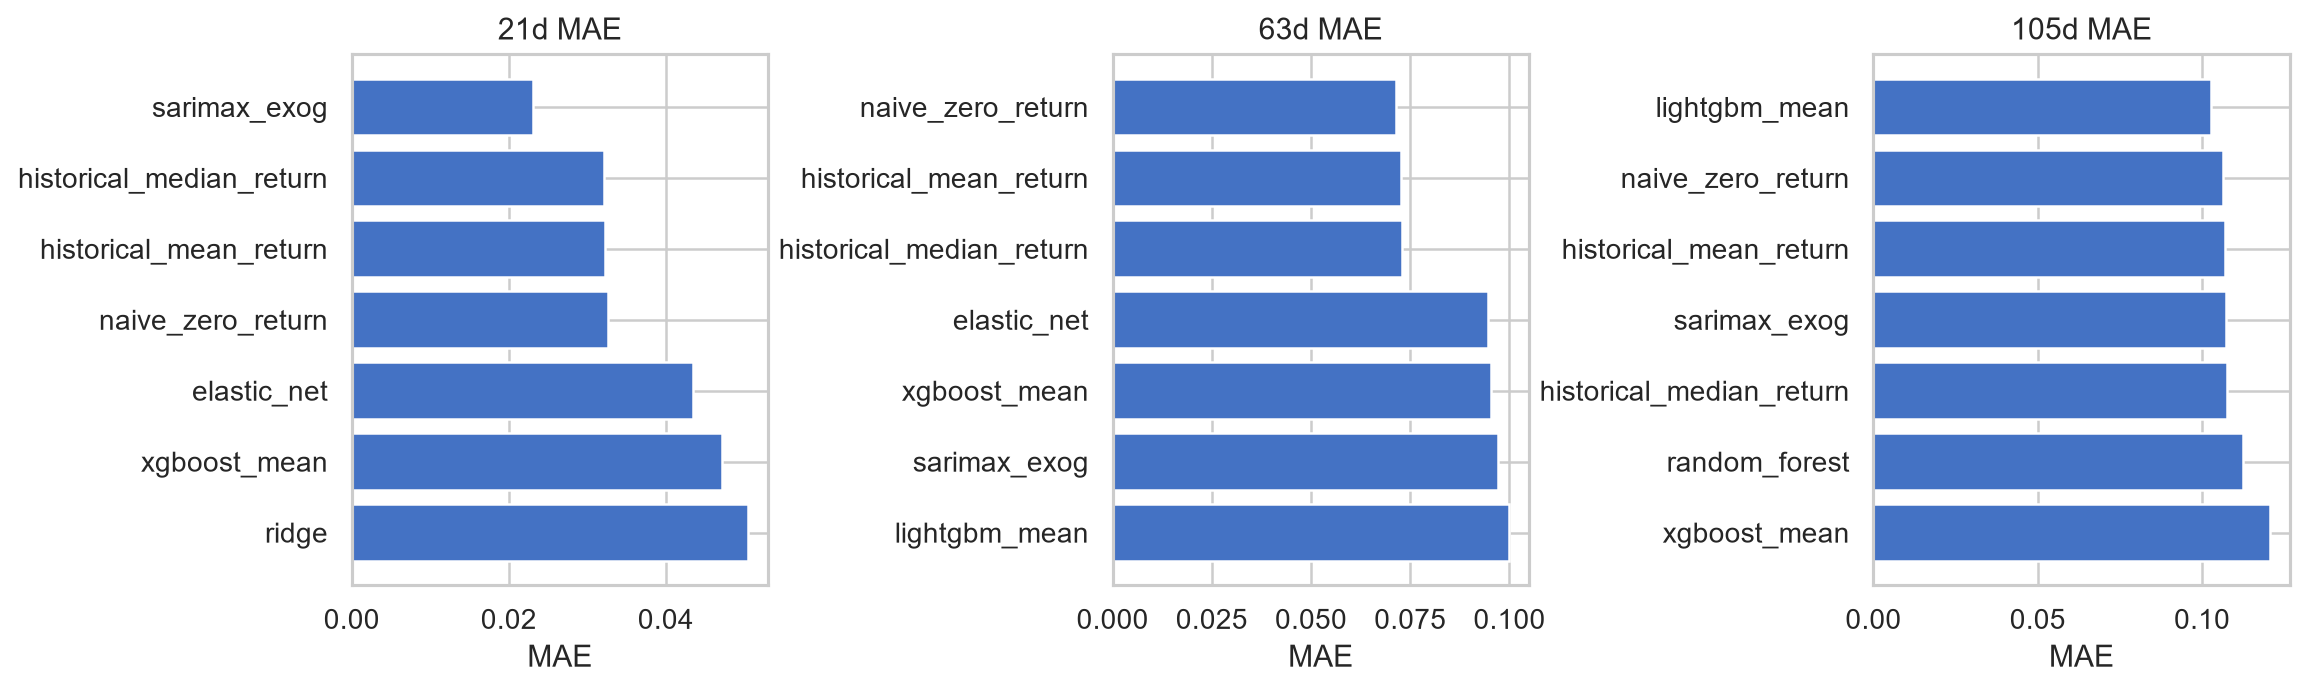 21d MAE
sarimax_exog
historical_median_return
historical_mean_return
naive_zero_return
elastic_net
xgboost_mean
ridge
0.00 0.02 0.04
MAE
63d MAE
naive_zero_return
historical_mean_return
historical_median_return
elastic_net
xgboost_mean
sarimax_exog
lightgbm_mean
0.000 0.025 0.050 0.075 0.100
MAE
105d MAE
lightgbm_mean
naive_zero_return
historical_mean_return
sarimax_exog
historical_median_return
random_forest
xgboost_mean
0.00 0.05 0.10
MAE